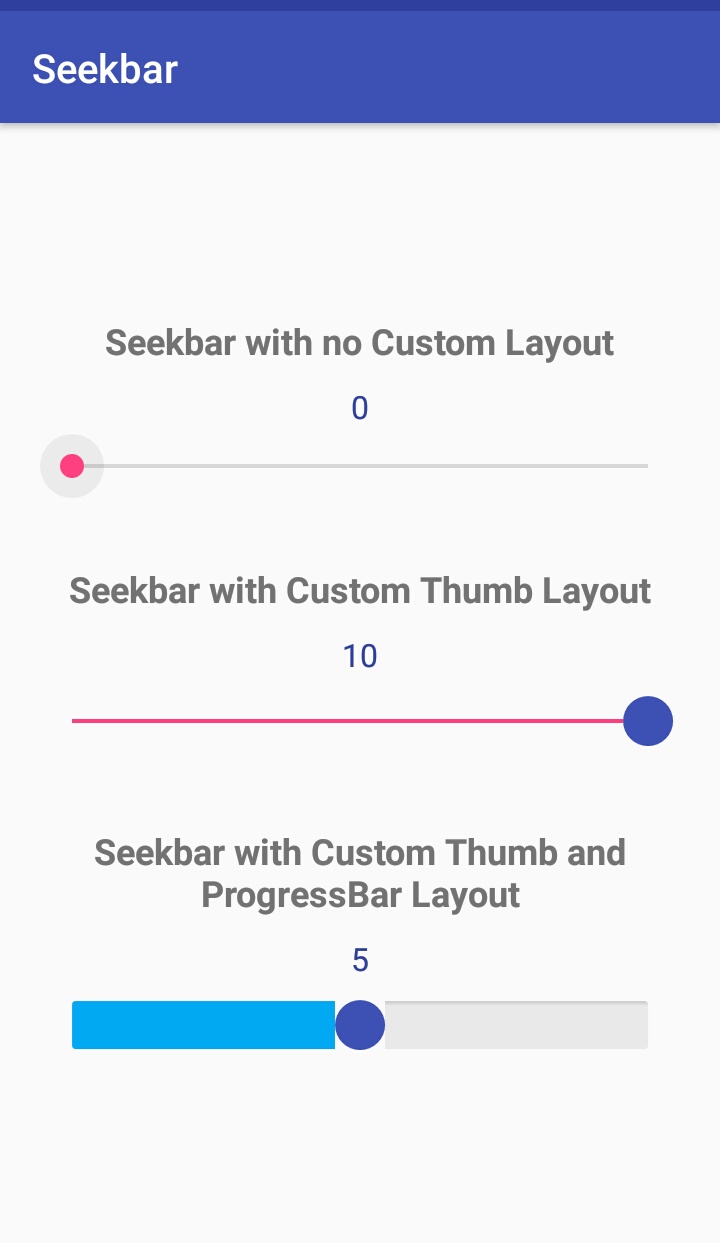 Seekbar
Seekbar with no Custom Layout
0
Seekbar with Custom Thumb Layout
10
Seekbar with Custom Thumb and
ProgressBar Layout
5